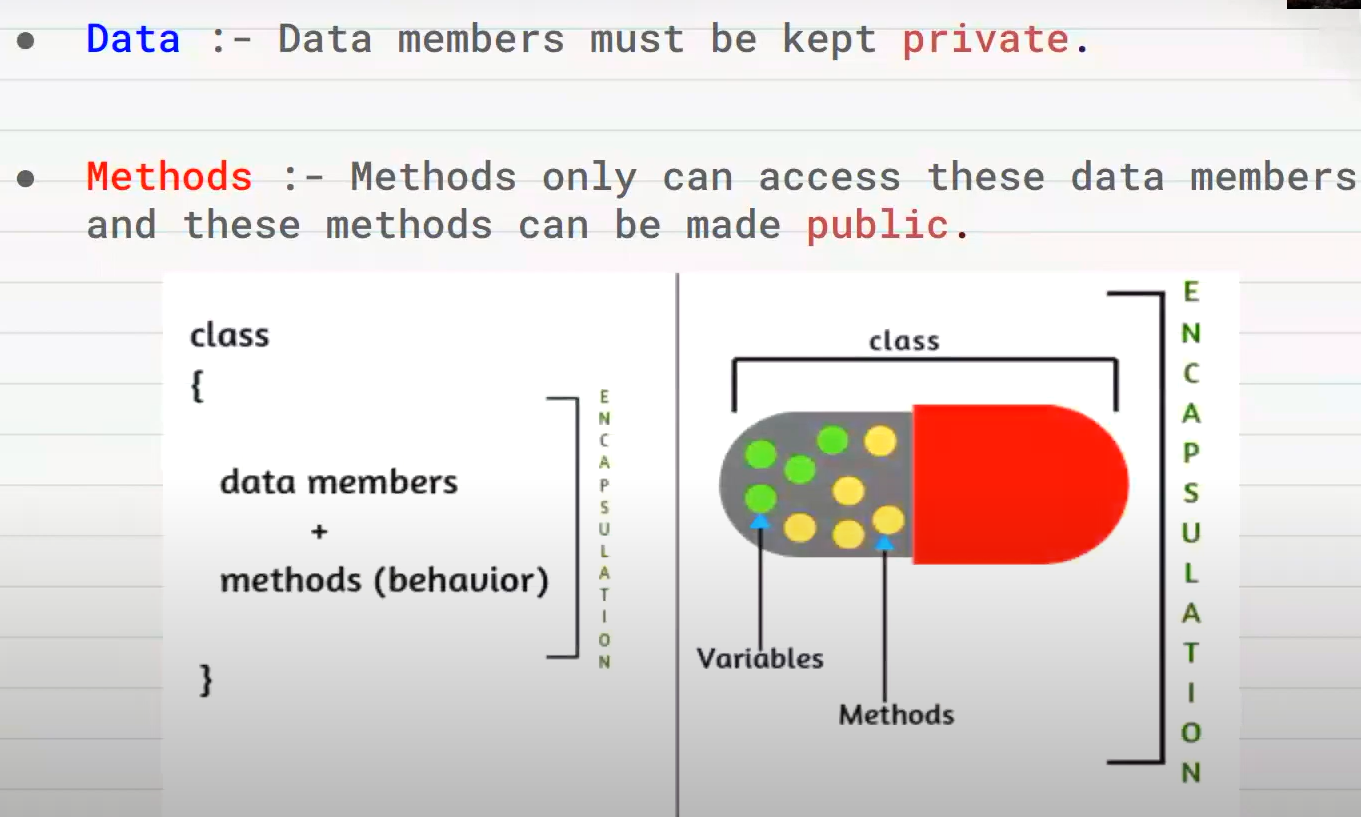 • Data :- Data members must be kept private.
• Methods :- Methods only can access these data members
and these methods can be made public.
class
{
data members
+
methods (behavior)
}
ENCAPSULATION
class
Variables
Methods
ENCAPSULATION